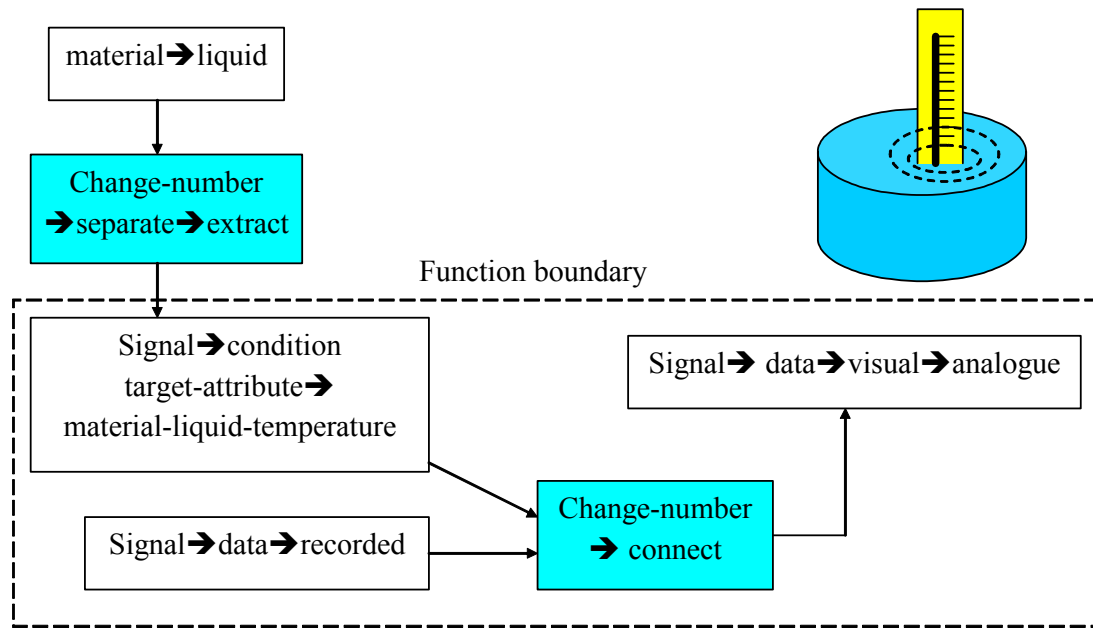 material➔liquid
Change-number
➔separate➔extract
Function boundary
Signal➔condition
target-attribute➔
material-liquid-temperature
Signal➔ data➔visual➔analogue
Signal➔data➔recorded
Change-number
➔ connect